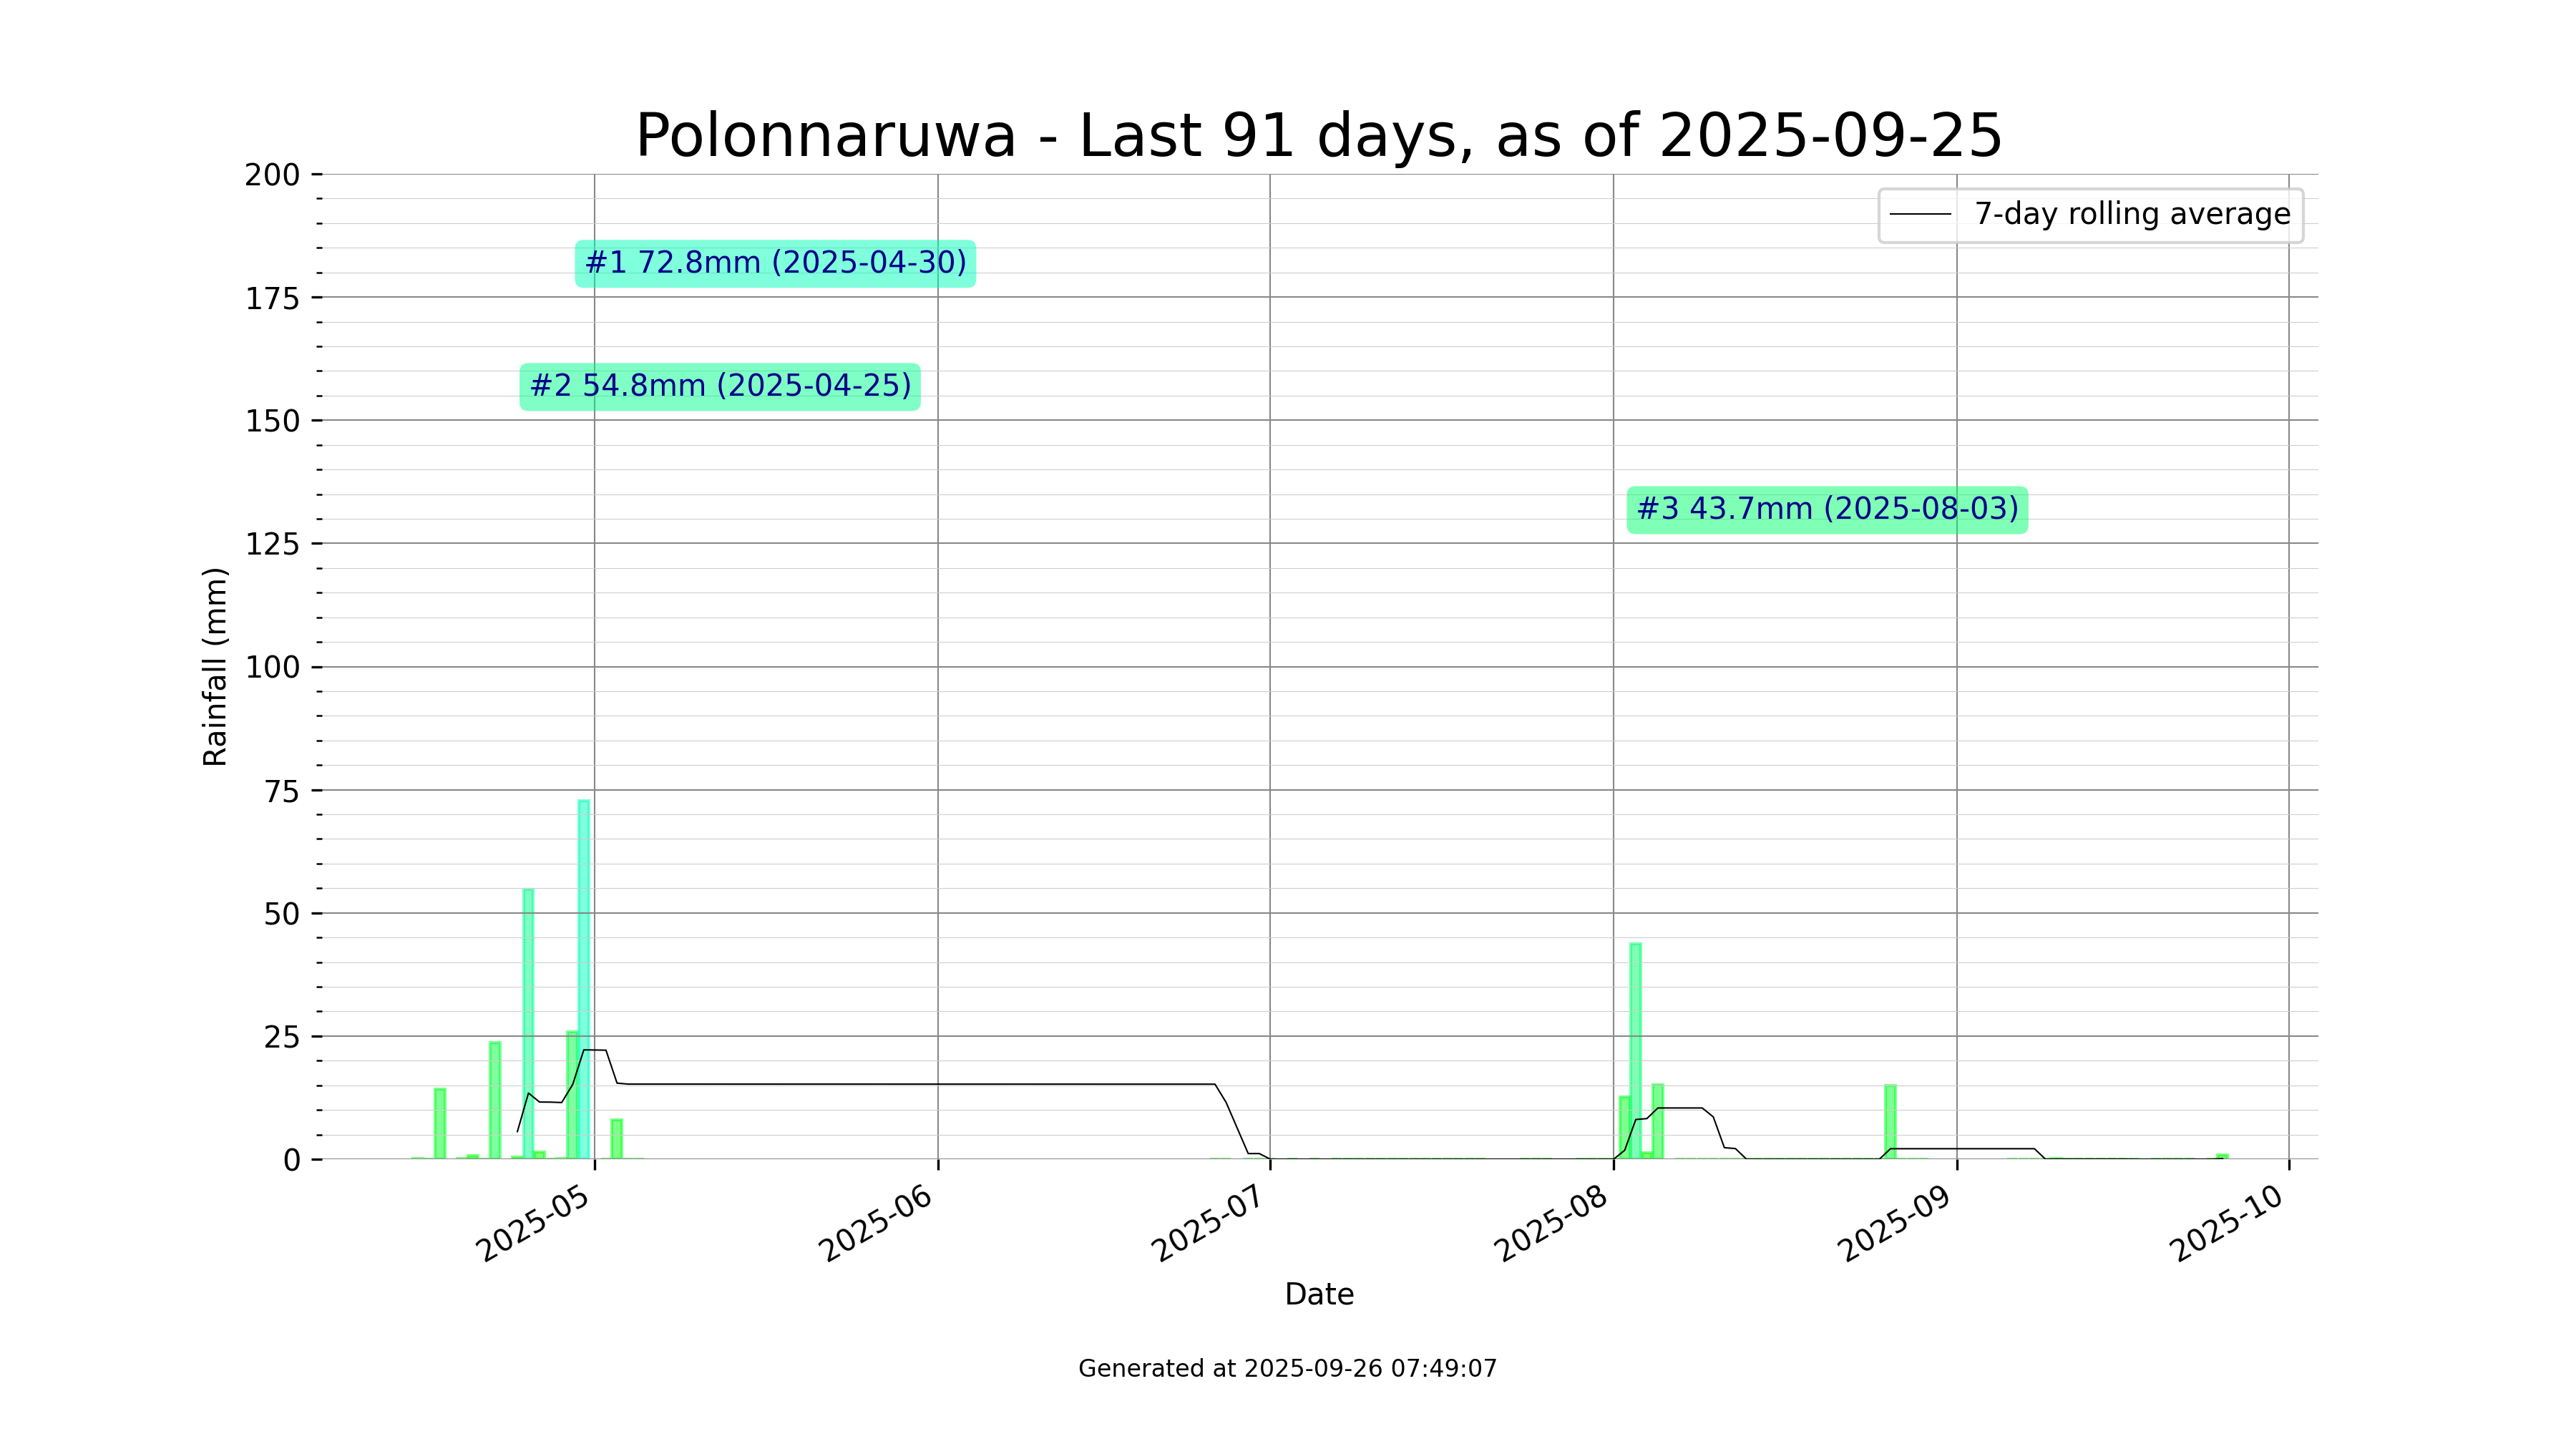 Polonnaruwa - Last 91 days, as of 2025-09-25
200
7-day rolling average
#1 72.8mm (2025-04-30)
175
#2 54.8mm (2025-04-25)
150
#3 43.7mm (2025-08-03)
125
Rainfall (mm)
100
75
50
25
0
2025-05
2025-06
2025-07
2025-08
2025-09
2025-10
Date
Generated at 2025-09-26 07:49:07